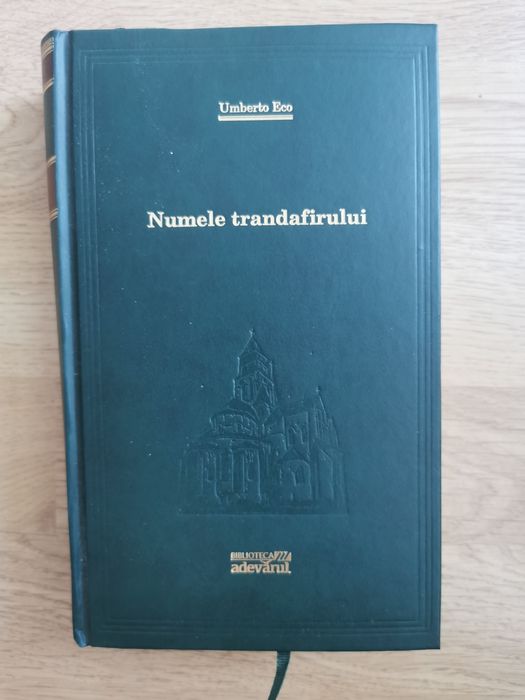 Umberto Eco
Numele trandafirului
BIBLIOTECA
adevărul